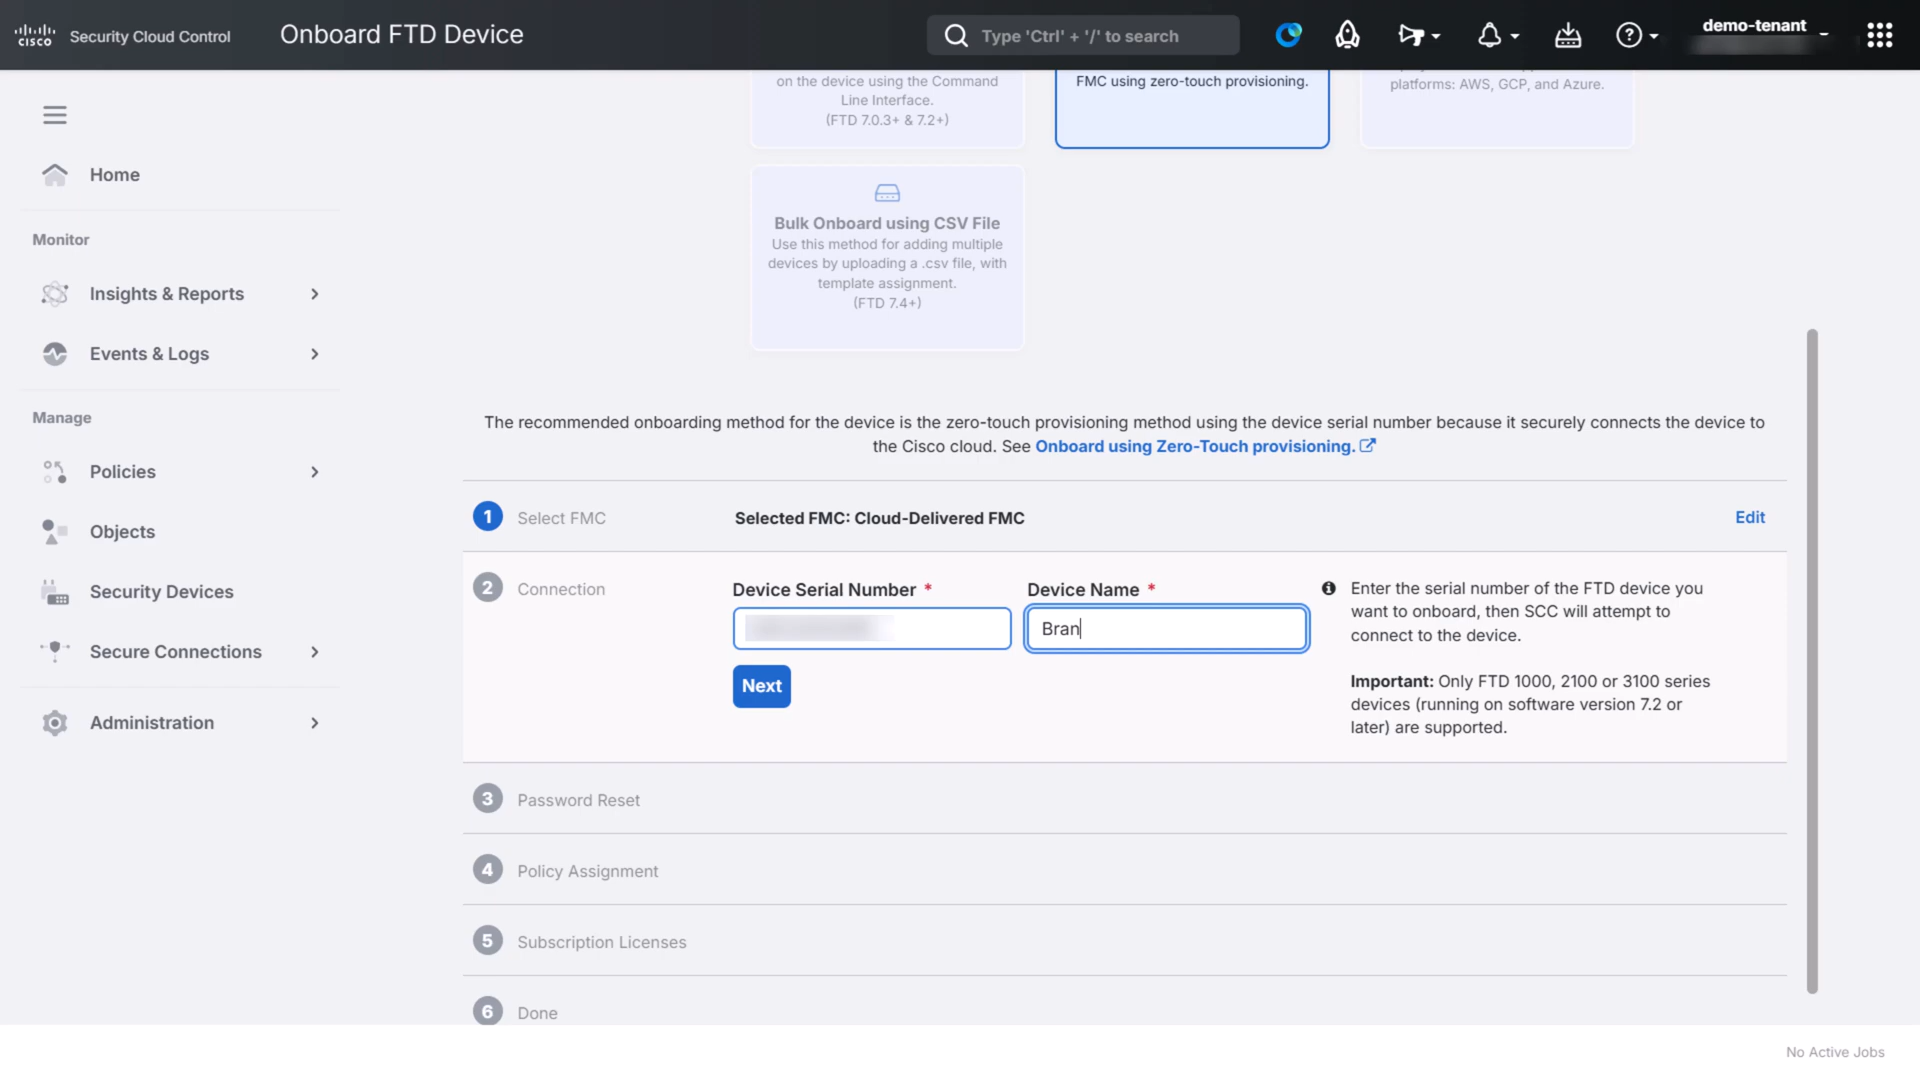 CISCO Security Cloud Control
Onboard FTD Device
Type 'Ctrl' + '/' to search
demo-tenant
Home
Monitor
Insights & Reports
Events & Logs
Manage
Policies
Objects
Security Devices
Secure Connections
Administration
on the device using the Command
Line Interface.
(FTD 7.0.3+ & 7.2+)
FMC using zero-touch provisioning.
platforms: AWS, GCP, and Azure.
Bulk Onboard using CSV File
Use this method for adding multiple
devices by uploading a .csv file, with
template assignment.
(FTD 7.4+)
The recommended onboarding method for the device is the zero-touch provisioning method using the device serial number because it securely connects the device to
the Cisco cloud. See Onboard using Zero-Touch provisioning.
1 Select FMC
Selected FMC: Cloud-Delivered FMC
Edit
2 Connection
Device Serial Number *
Device Name *
Bran
Next
Enter the serial number of the FTD device you
want to onboard, then SCC will attempt to
connect to the device.
Important: Only FTD 1000, 2100 or 3100 series
devices (running on software version 7.2 or
later) are supported.
3 Password Reset
4 Policy Assignment
5 Subscription Licenses
6 Done
No Active Jobs